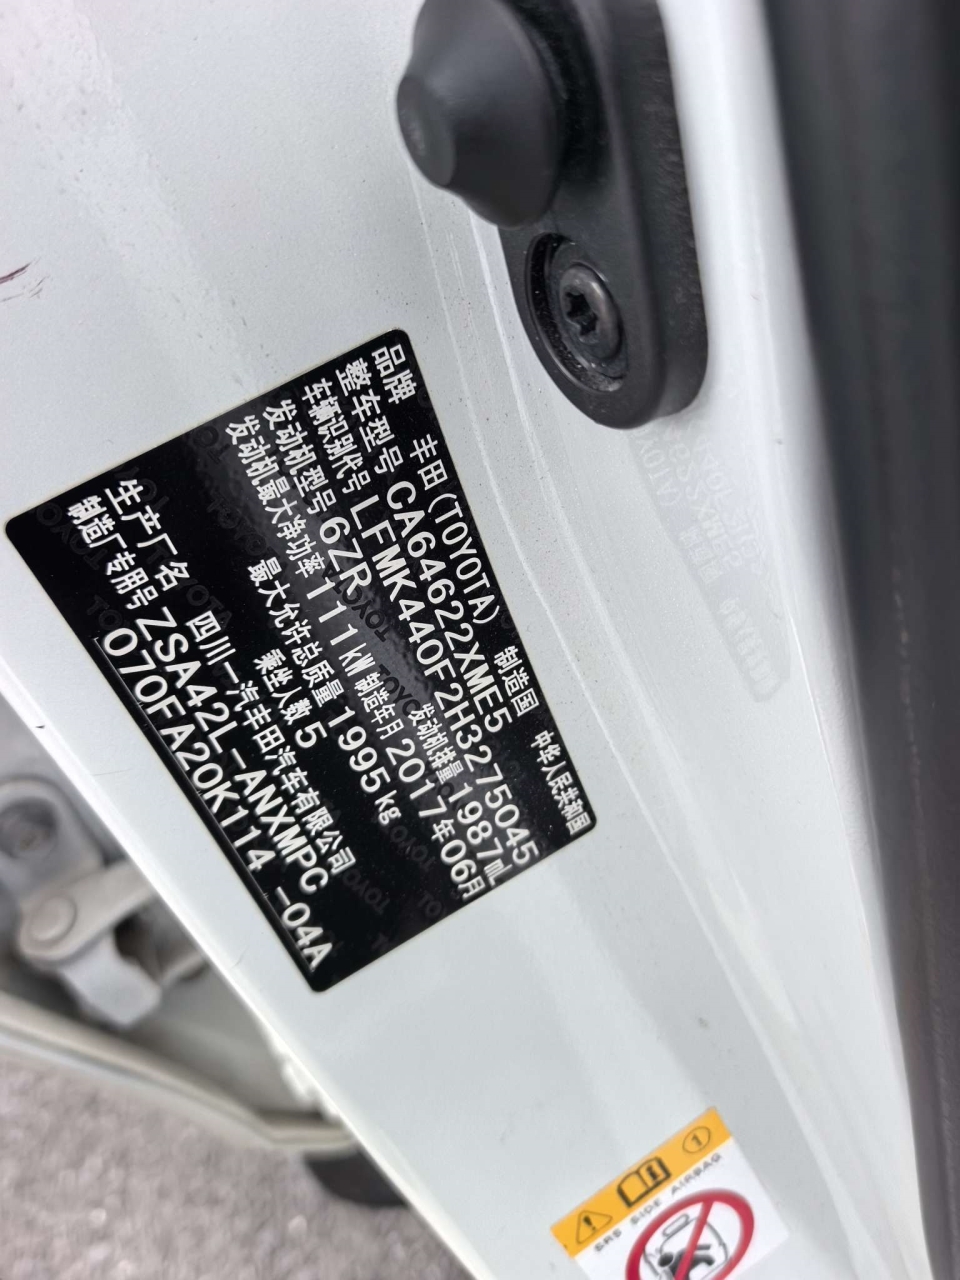 品牌 丰田(TOYOTA) 制造国 中华人民共和国
整车型号 CA64622XME5
车辆识别代号 LFMK440F2H3275045
发动机型号 6ZR 发动机排量 1987mL
发动机最大净功率 111kW 制造年月 2017年06月
最大允许总质量 1995kg
乘坐人数 5
生产厂名 四川一汽丰田汽车有限公司
制造厂专用号 ZSA42L-ANXMPC
070FA20K114 -04A
1
SRS SIDE AIRBAG